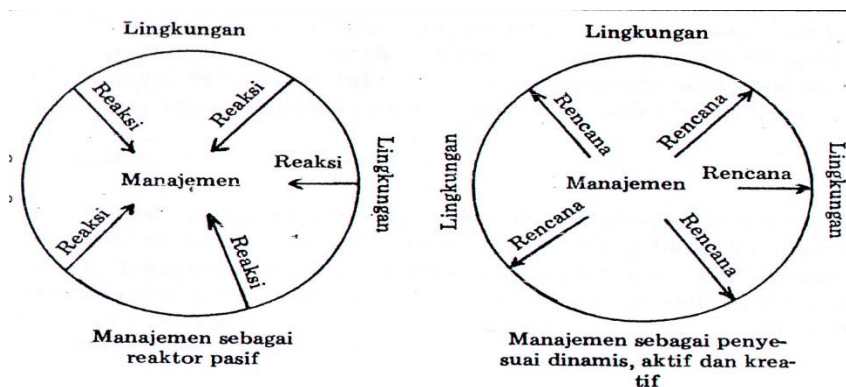 Lingkungan
Reaksi
Reaksi
Reaksi
Manajemen
Reaksi
Reaksi
Lingkungan
Manajemen sebagai
reaktor pasif
Lingkungan
Lingkungan
Rencana
Rencana
Rencana
Manajemen
Rencana
Rencana
Lingkungan
Manajemen sebagai penye-
suai dinamis, aktif dan krea-
tif